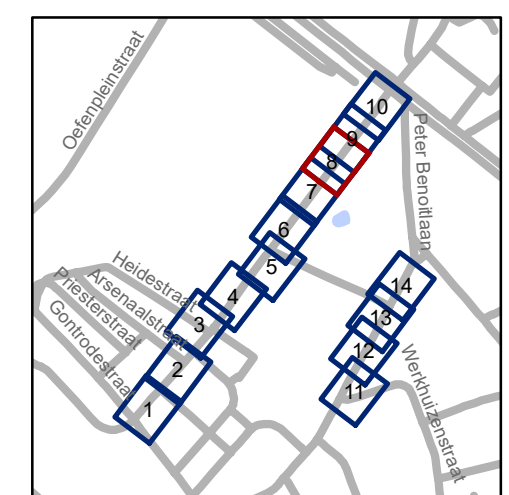 Oefenpleinstraat
10
9
8
Peter Benoitlaan
7
6
5
Heidestraat
14
Arsenaalstraat
Priesterstraat
4
13
3
Gontrodestraat
12
2
Werkhuizenstraat
11
1